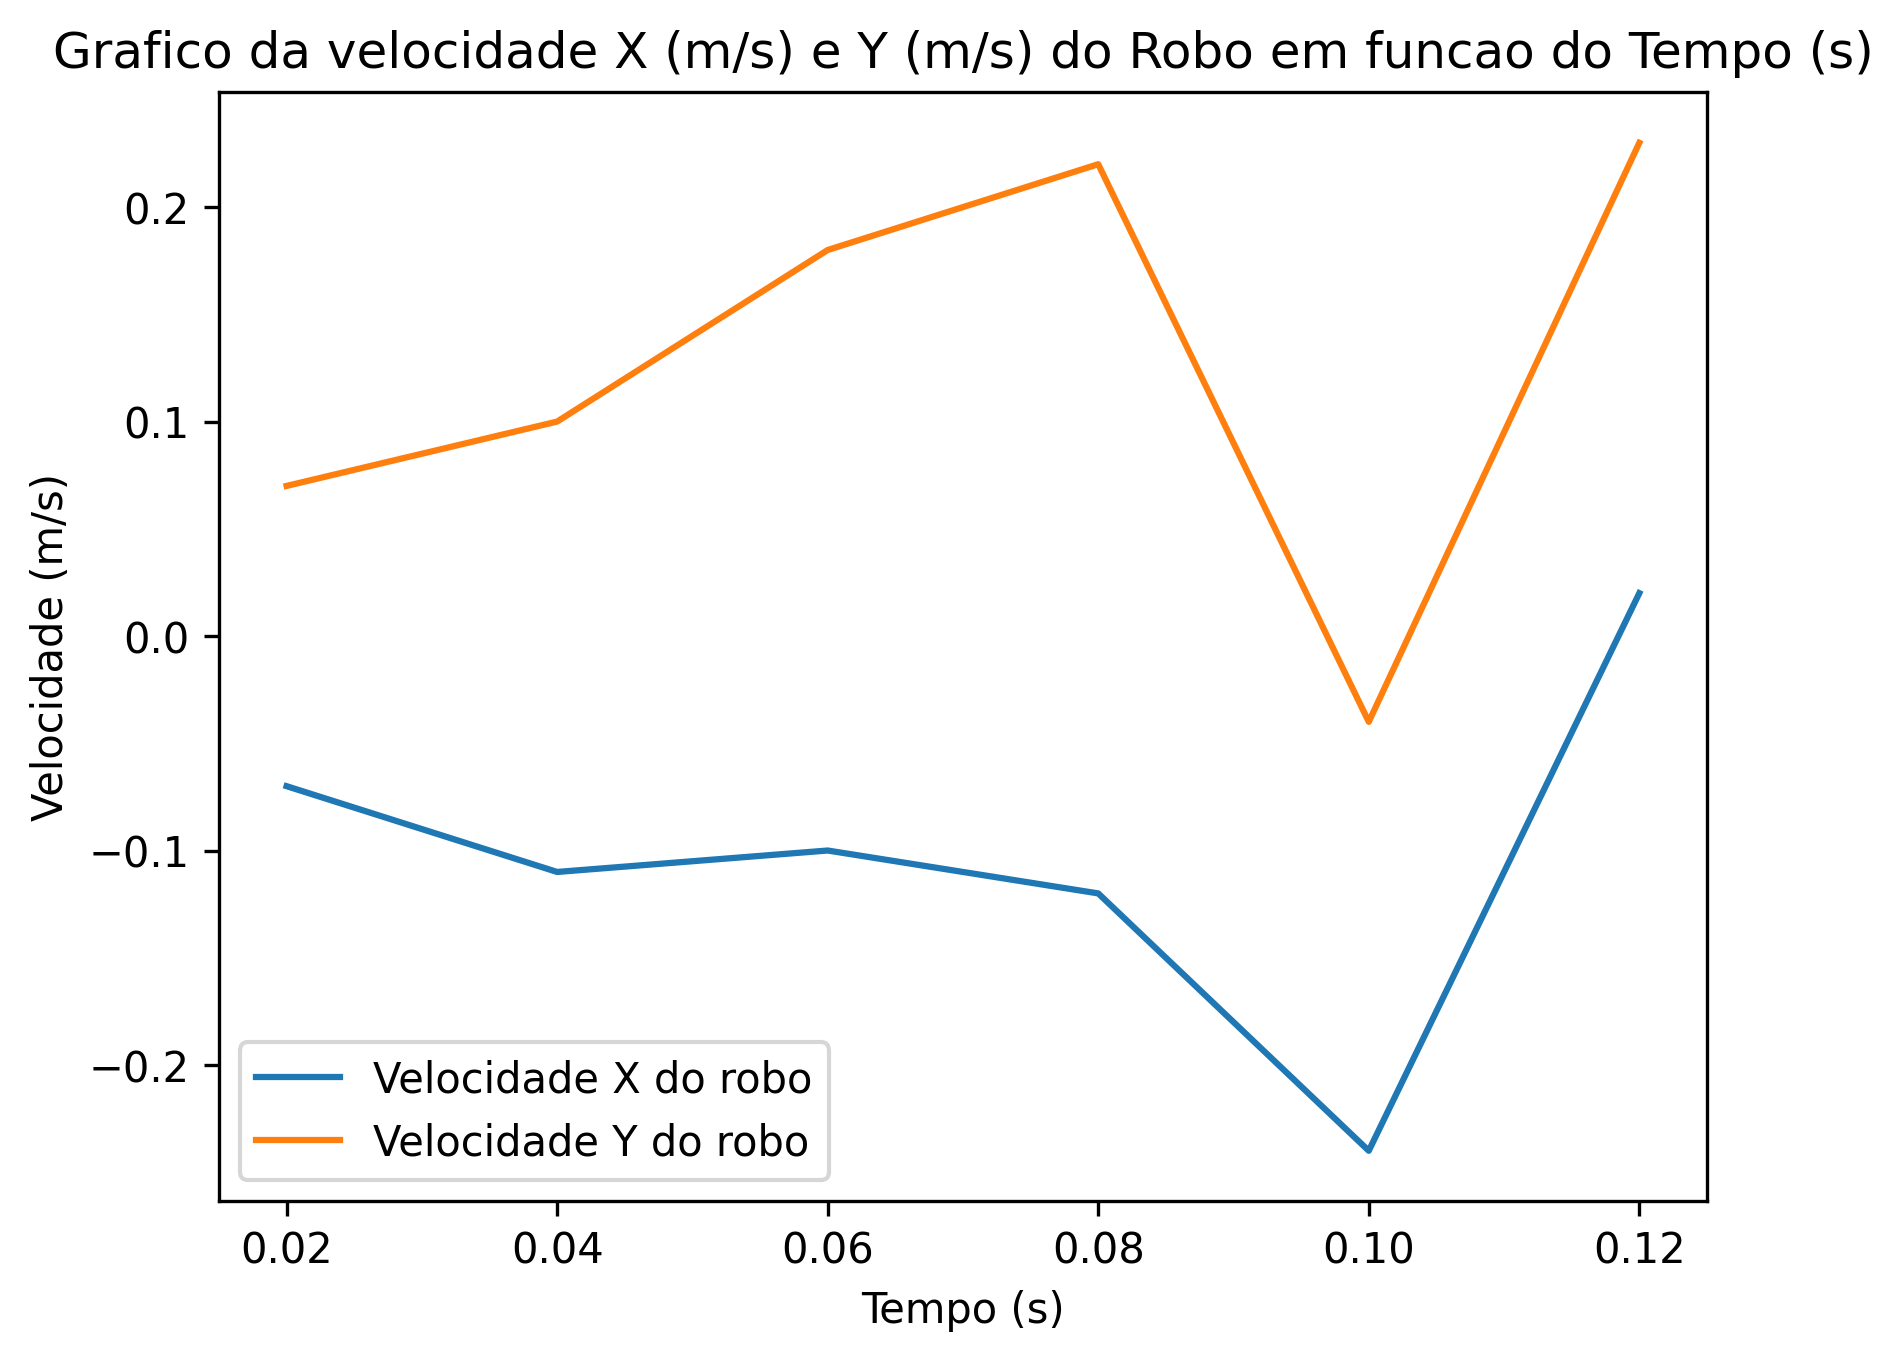 Grafico da velocidade X (m/s) e Y (m/s) do Robo em funcao do Tempo (s)
Velocidade (m/s)
0.2
0.1
0.0
−0.1
−0.2
Velocidade X do robo
Velocidade Y do robo
0.02 0.04 0.06 0.08 0.10 0.12
Tempo (s)